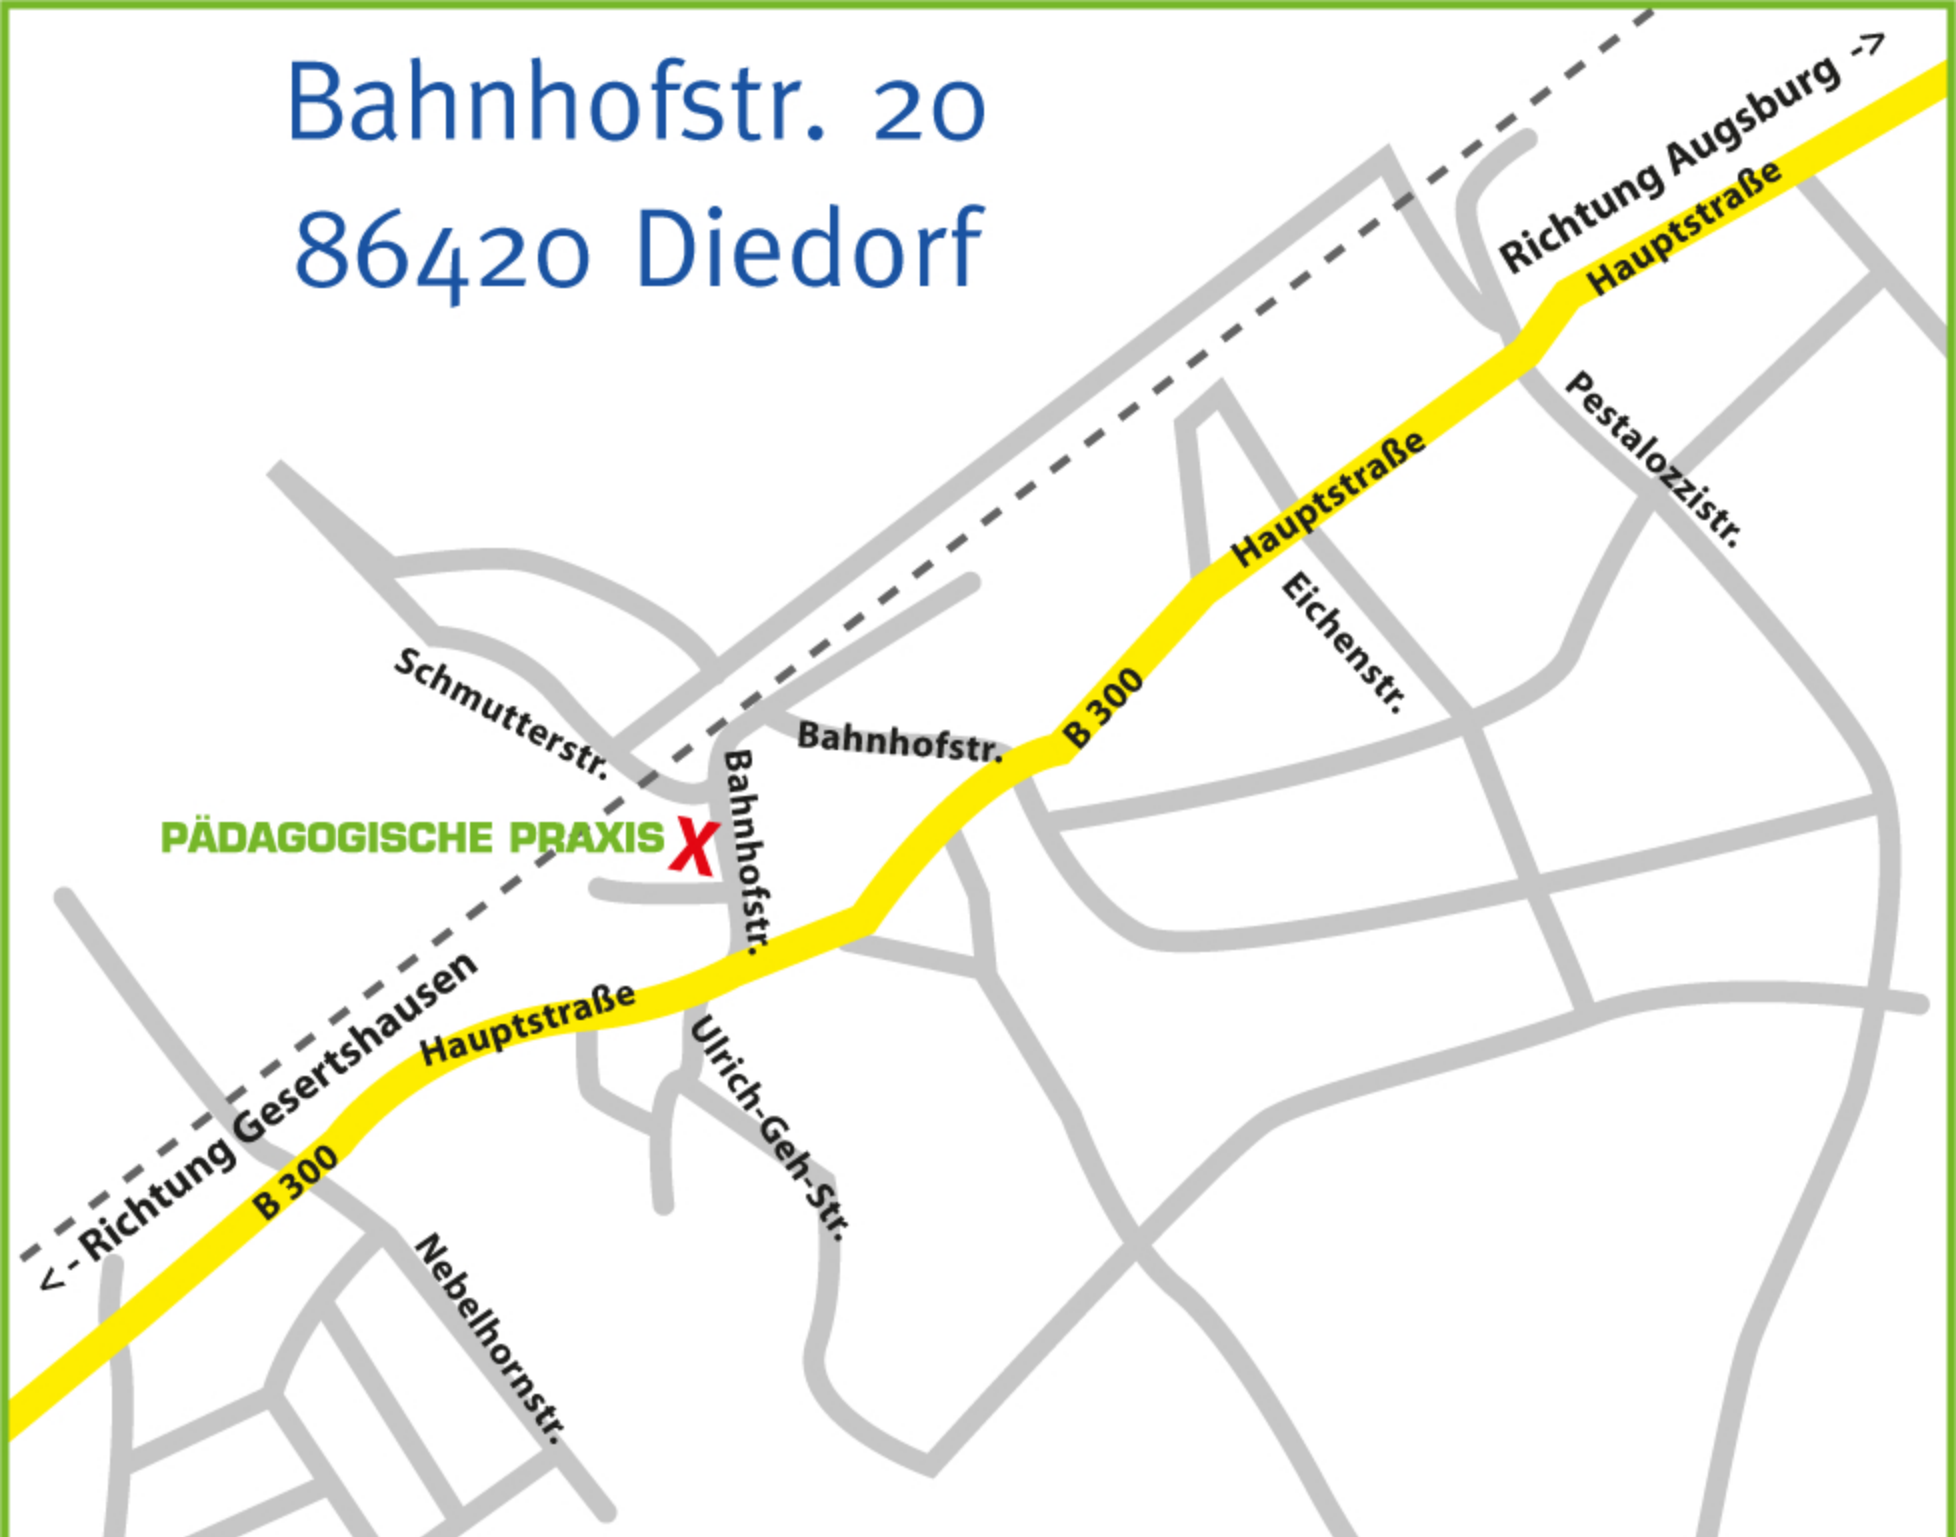 Bahnhofstr. 20
86420 Diedorf
Richtung Augsburg ->
Hauptstraße
Pestalozzistr.
Hauptstraße
Eichenstr.
B 300
Schmutterstr.
Bahnhofstr.
Bahnhofstr.
PÄDAGOGISCHE PRAXIS X
<- Richtung Gesertshausen
Hauptstraße
Ulrich-Geh-Str.
B 300
Nebelhornstr.